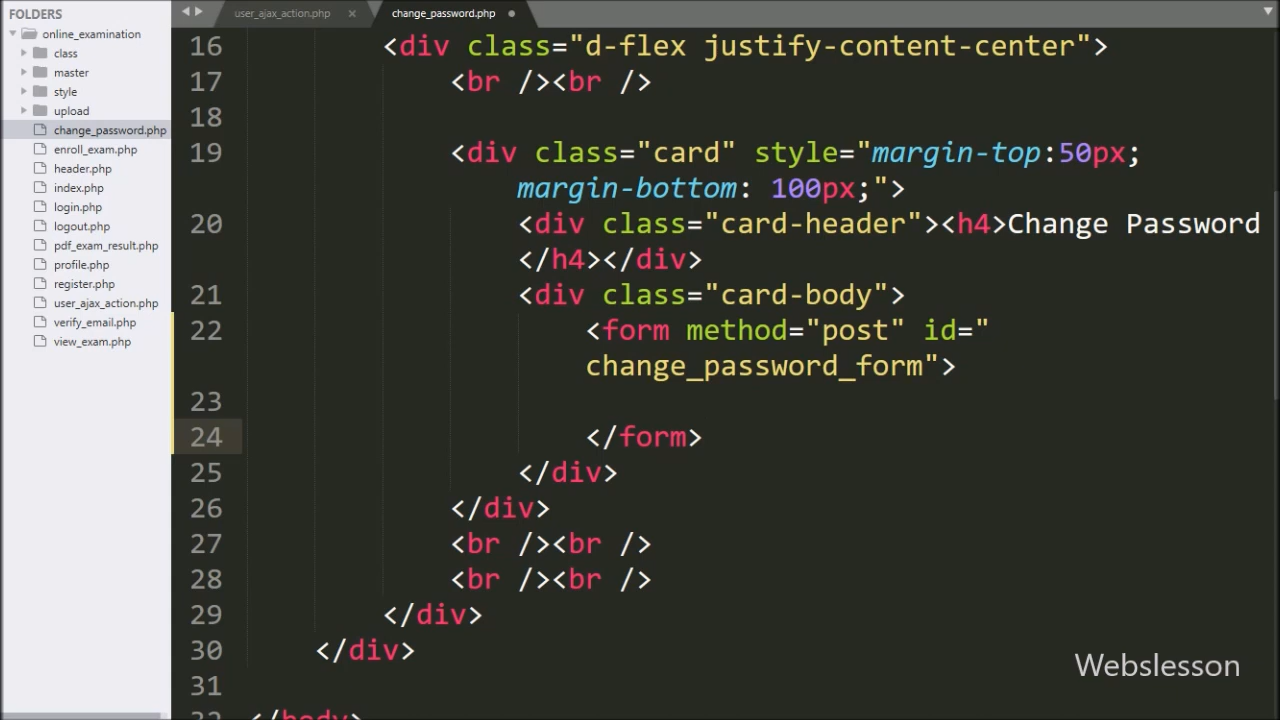 FOLDERS
online_examination
class
master
style
upload
change_password.php
enroll_exam.php
header.php
index.php
login.php
logout.php
pdf_exam_result.php
profile.php
register.php
user_ajax_action.php
verify_email.php
view_exam.php
user_ajax_action.php ×
change_password.php
16 <div class="d-flex justify-content-center">
17 <br /><br />
18
19 <div class="card" style="margin-top:50px;
margin-bottom: 100px;">
20 <div class="card-header"><h4>Change Password
</h4></div>
21 <div class="card-body">
22 <form method="post" id="
change_password_form">
23
24 </form>
25 </div>
26 </div>
27 <br /><br />
28 <br /><br />
29 </div>
30 </div>
31
32 </body>
Webslesson